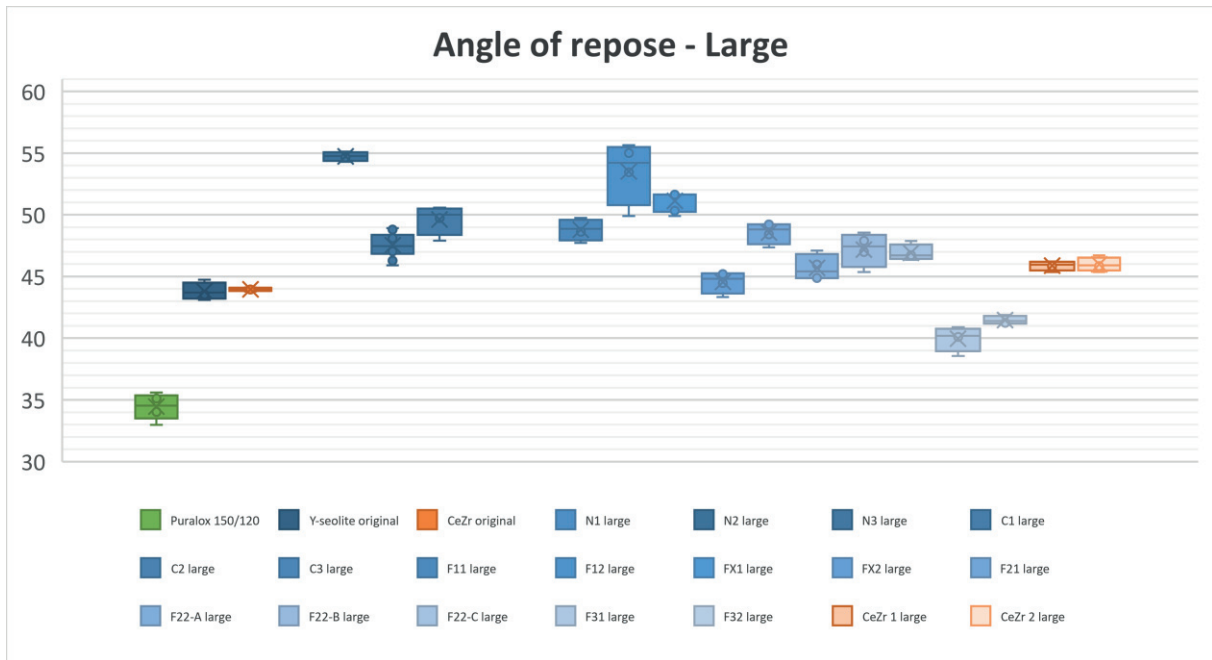 Angle of repose - Large
60
55
50
45
40
35
30
Puralox 150/120 Y-seolite original CeZr original N1 large N2 large N3 large C1 large
C2 large C3 large F11 large F12 large FX1 large FX2 large F21 large
F22-A large F22-B large F22-C large F31 large F32 large CeZr 1 large CeZr 2 large